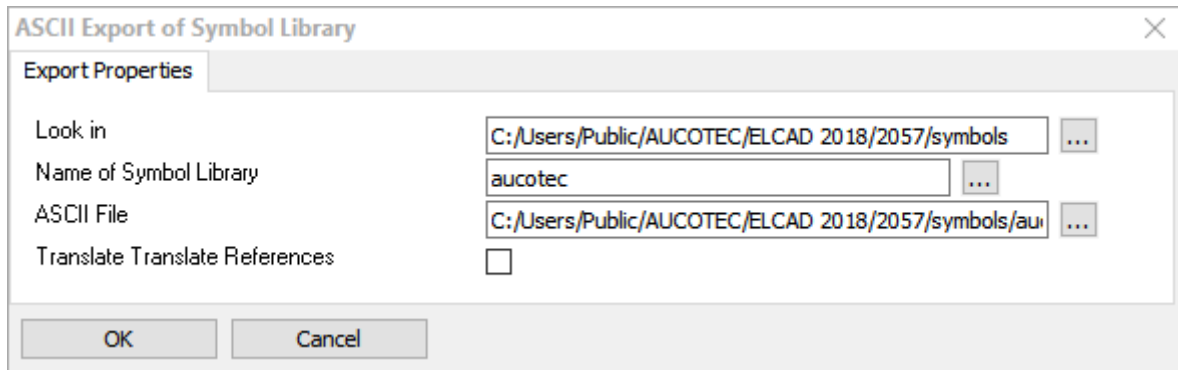 ASCII Export of Symbol Library
Export Properties
Look in C:/Users/Public/AUCOTEC/ELCAD 2018/2057/symbols ...
Name of Symbol Library aucotec ...
ASCII File C:/Users/Public/AUCOTEC/ELCAD 2018/2057/symbols/au ...
Translate Translate References
OK Cancel